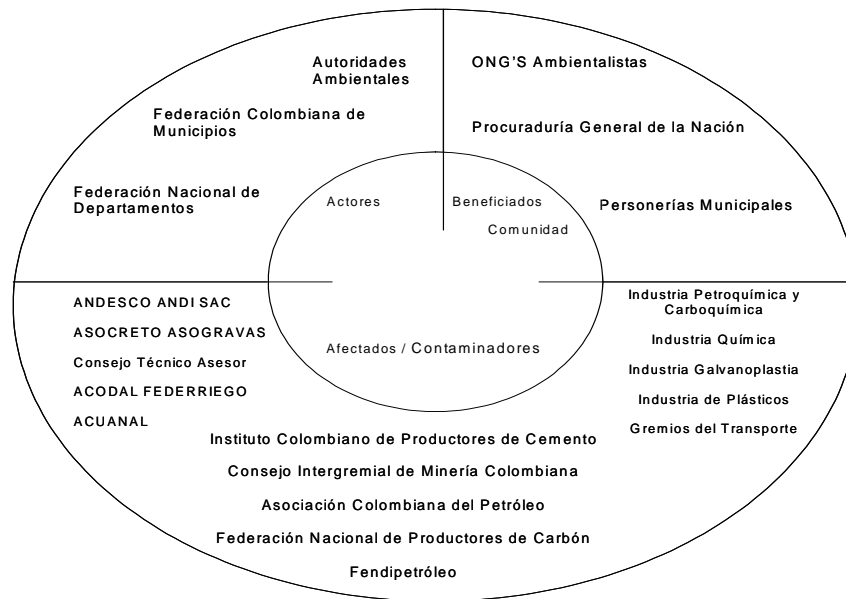 Autoridades
Ambientales
Federación Colombiana de
Municipios
Federación Nacional de
Departamentos
ONG'S Ambientalistas
Procuraduría General de la Nación
Personerías Municipales
Actores
Beneficiados
Comunidad
Afectados / Contaminadores
ANDESCO ANDI SAC
ASOCRETO ASOGRAVAS
Consejo Técnico Asesor
ACODAL FEDERRIEGO
ACUANAL
Industria Petroquímica y
Carboquímica
Industria Química
Industria Galvanoplastia
Industria de Plásticos
Gremios del Transporte
Instituto Colombiano de Productores de Cemento
Consejo Intergremial de Minería Colombiana
Asociación Colombiana del Petróleo
Federación Nacional de Productores de Carbón
Fendipetróleo